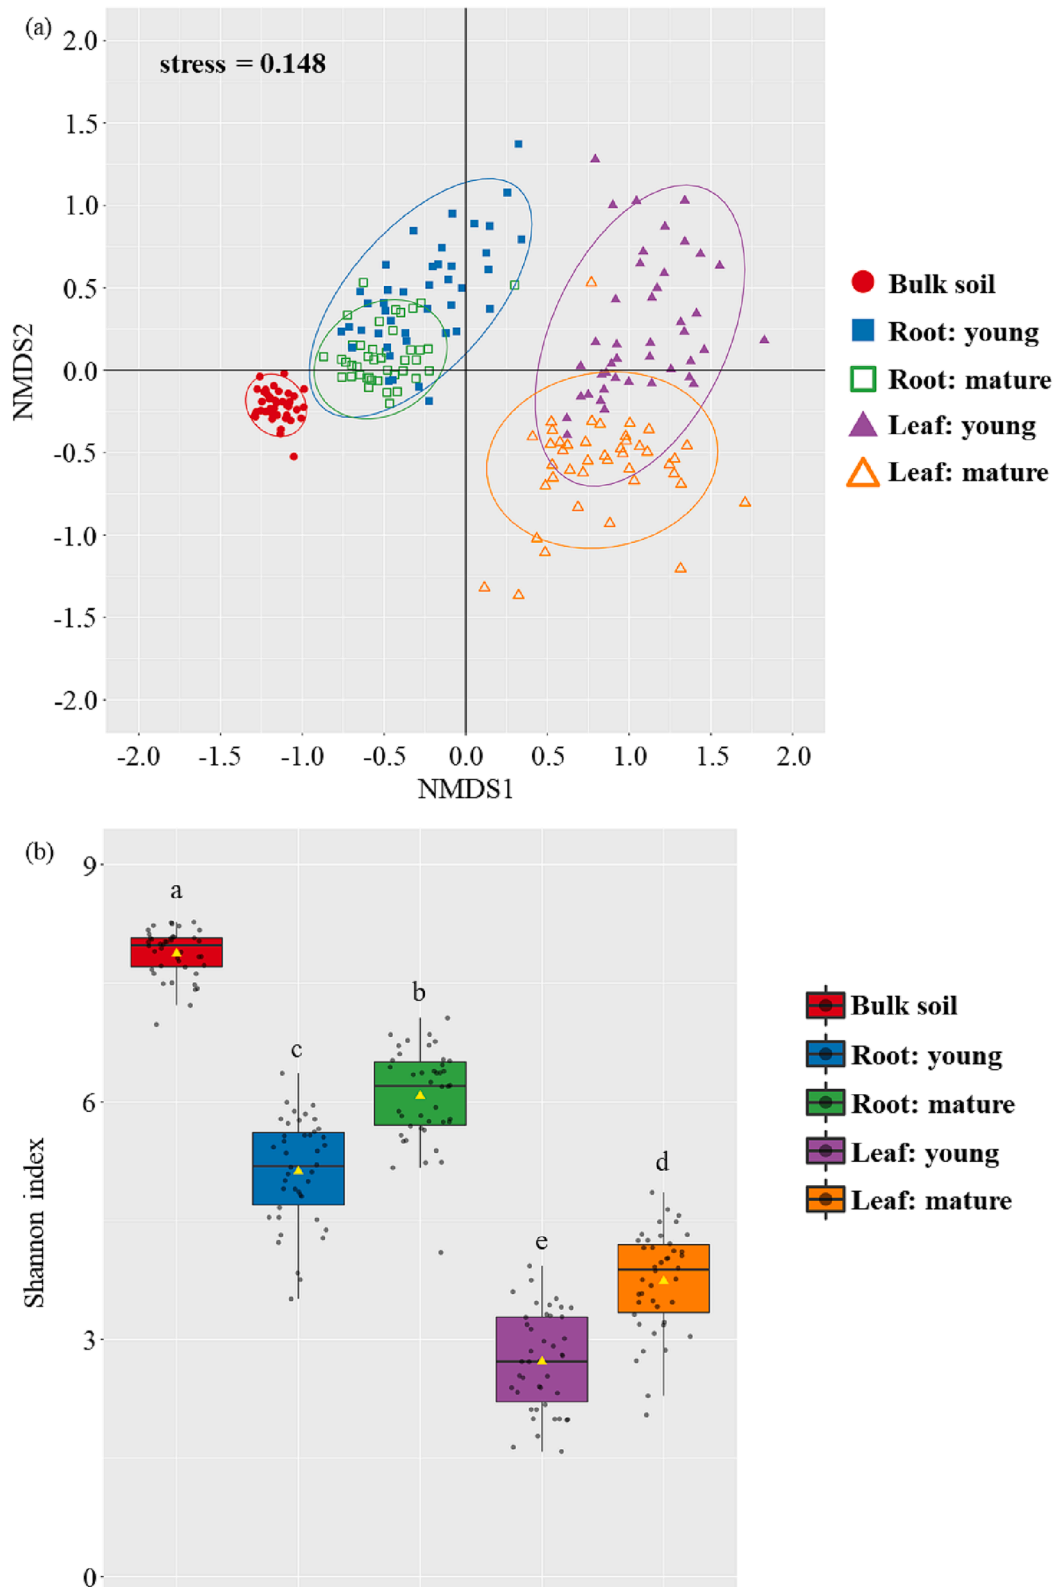 (a)
stress = 0.148
2.0
1.5
1.0
0.5
0.0
-0.5
-1.0
-1.5
-2.0
NMDS2
-2.0 -1.5 -1.0 -0.5 0.0 0.5 1.0 1.5 2.0
NMDS1
Bulk soil
Root: young
Root: mature
Leaf: young
Leaf: mature
(b)
9
6
3
0
Shannon index
a
c
b
e
d
Bulk soil
Root: young
Root: mature
Leaf: young
Leaf: mature